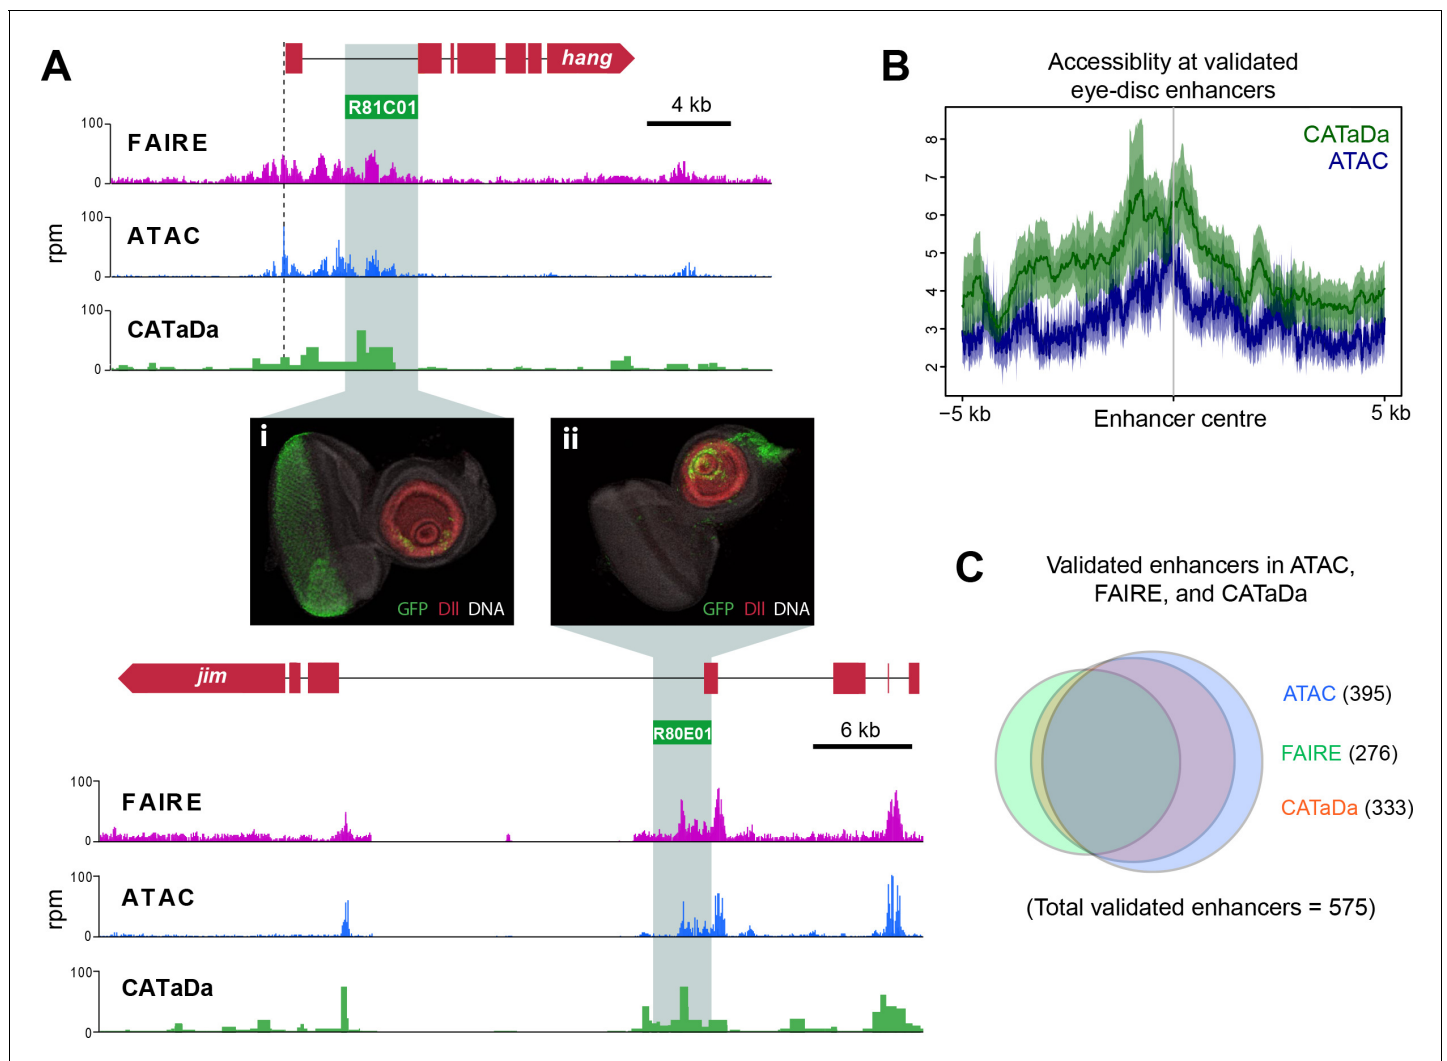 A
hang
R81C01
4 kb
100
FAIRE
0
100
ATAC
rpm
0
100
CATaDa
0
i
GFP Dll DNA
ii
GFP Dll DNA
jim
R80E01
6 kb
100
FAIRE
0
100
ATAC
rpm
0
100
CATaDa
0
B
Accessiblity at validated
eye-disc enhancers
CATaDa
ATAC
8
7
6
5
4
3
2
−5 kb
Enhancer centre
5 kb
C
Validated enhancers in ATAC,
FAIRE, and CATaDa
ATAC (395)
FAIRE (276)
CATaDa (333)
(Total validated enhancers = 575)